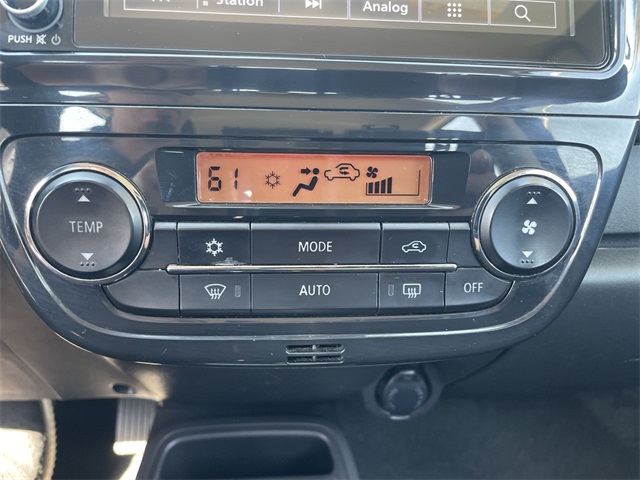 Station
Analog
PUSH
61
TEMP
MODE
AUTO
OFF